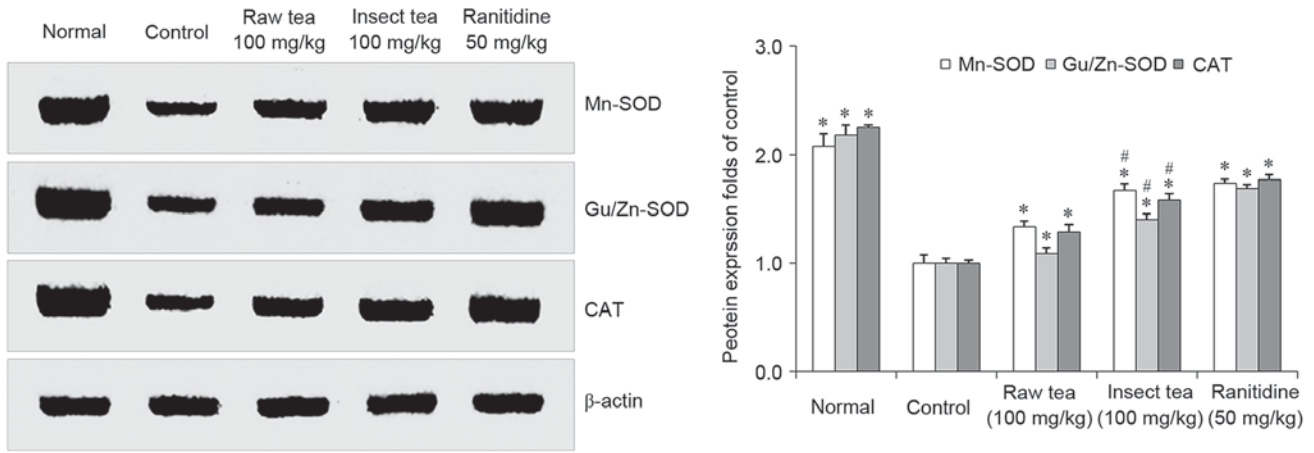 Normal
Control
Raw tea
100 mg/kg
Insect tea
100 mg/kg
Ranitidine
50 mg/kg
Mn-SOD
Gu/Zn-SOD
CAT
β-actin
Peotein exprssion folds of control
3.0
2.0
1.0
0.0
Mn-SOD Gu/Zn-SOD CAT
* * *
* * *
# # #
* * *
* * *
Normal
Control
Raw tea
(100 mg/kg)
Insect tea
(100 mg/kg)
Ranitidine
(50 mg/kg)